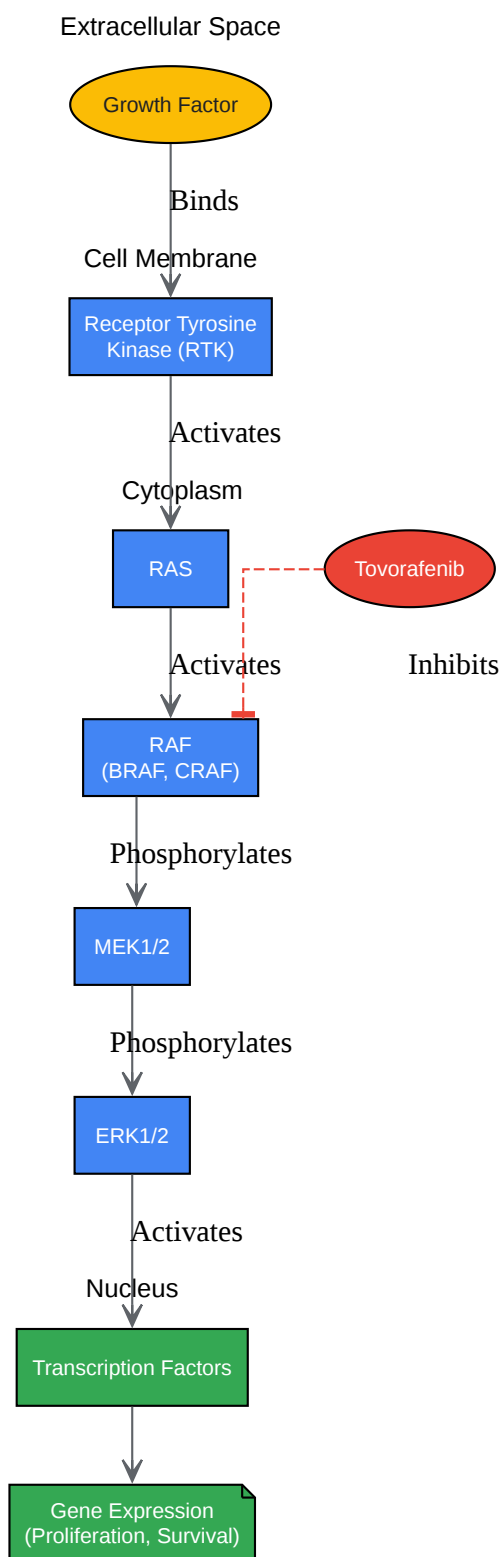 Extracellular Space
Growth Factor
Binds
Cell Membrane
Receptor Tyrosine
Kinase (RTK)
Activates
Cytoplasm
RAS
Tovorafenib
Activates
Inhibits
RAF
(BRAF, CRAF)
Phosphorylates
MEK1/2
Phosphorylates
ERK1/2
Activates
Nucleus
Transcription Factors
Gene Expression
(Proliferation, Survival)